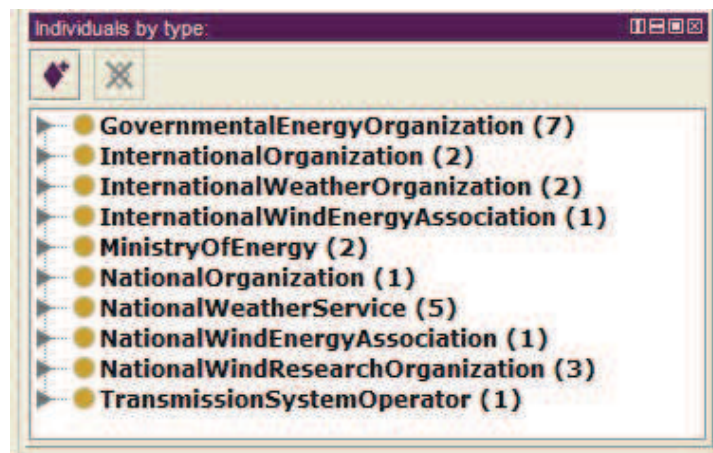 Individuals by type:
GovernmentalEnergyOrganization (7)
InternationalOrganization (2)
InternationalWeatherOrganization (2)
InternationalWindEnergyAssociation (1)
MinistryOfEnergy (2)
NationalOrganization (1)
NationalWeatherService (5)
NationalWindEnergyAssociation (1)
NationalWindResearchOrganization (3)
TransmissionSystemOperator (1)